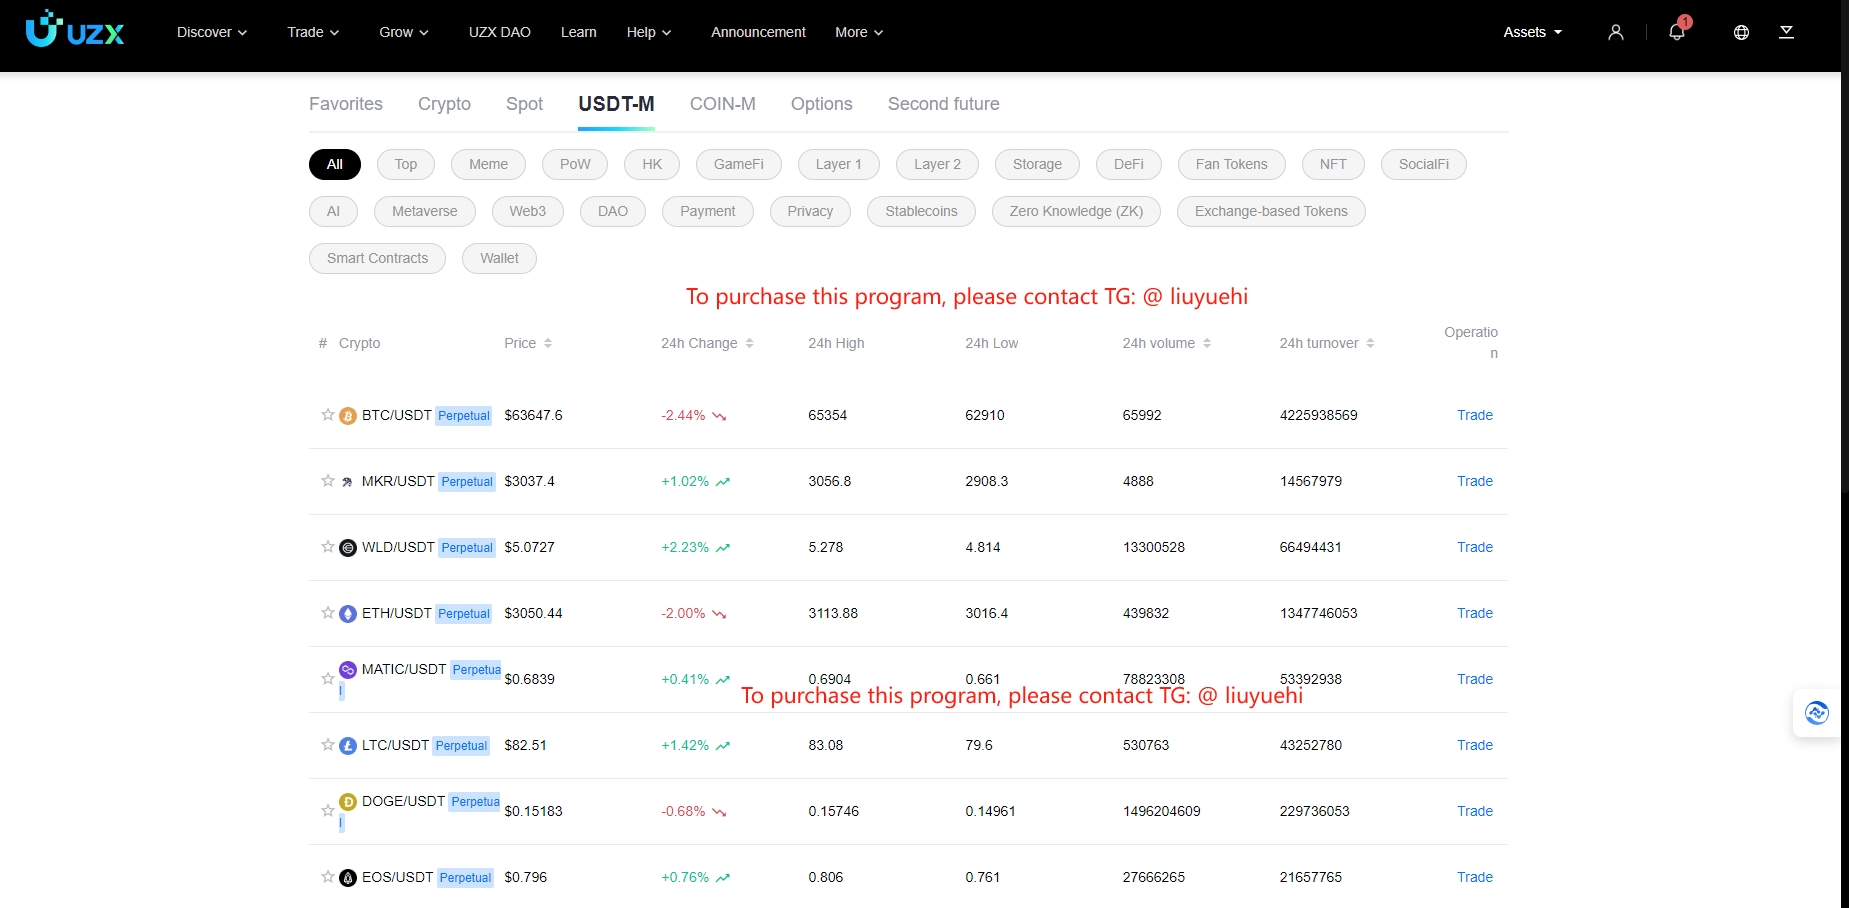 UZX Discover Trade Grow UZX DAO Learn Help Announcement More Assets 1
Favorites Crypto Spot USDT-M COIN-M Options Second future
All Top Meme PoW HK GameFi Layer 1 Layer 2 Storage DeFi Fan Tokens NFT SocialFi
AI Metaverse Web3 DAO Payment Privacy Stablecoins Zero Knowledge (ZK) Exchange-based Tokens
Smart Contracts Wallet
To purchase this program, please contact TG: @ liuyuehi
# Crypto Price 24h Change 24h High 24h Low 24h volume 24h turnover Operatio
n
BTC/USDT Perpetual $63647.6 -2.44% 65354 62910 65992 4225938569 Trade
MKR/USDT Perpetual $3037.4 +1.02% 3056.8 2908.3 4888 14567979 Trade
WLD/USDT Perpetual $5.0727 +2.23% 5.278 4.814 13300528 66494431 Trade
ETH/USDT Perpetual $3050.44 -2.00% 3113.88 3016.4 439832 1347746053 Trade
MATIC/USDT Perpetua
l $0.6839 +0.41% 0.6904 0.661 78823308 53392938 Trade
To purchase this program, please contact TG: @ liuyuehi
LTC/USDT Perpetual $82.51 +1.42% 83.08 79.6 530763 43252780 Trade
DOGE/USDT Perpetua
l $0.15183 -0.68% 0.15746 0.14961 1496204609 229736053 Trade
EOS/USDT Perpetual $0.796 +0.76% 0.806 0.761 27666265 21657765 Trade